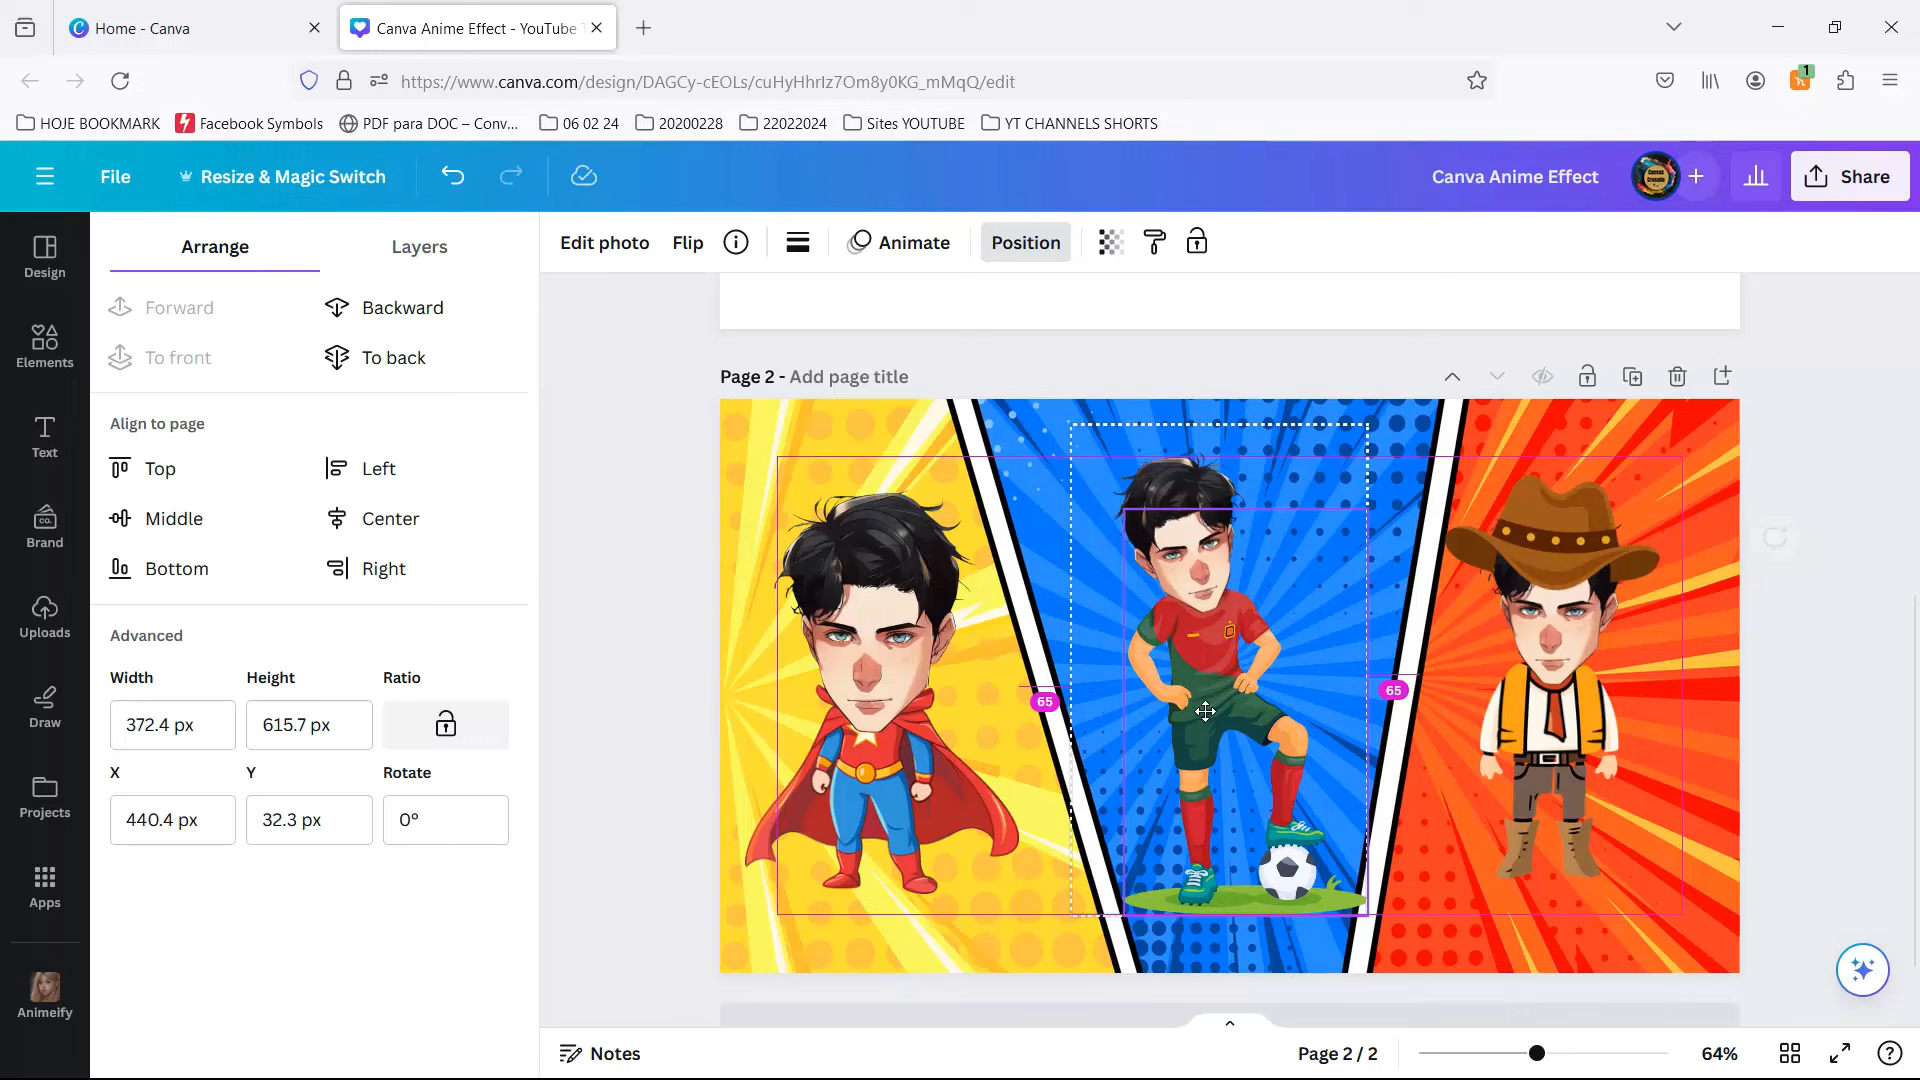 Home - Canva
Canva Anime Effect - YouTube
https://www.canva.com/design/DAGCy-cEOLs/cuHyHhrIz7Om8y0KG_mMqQ/edit
1
HOJE BOOKMARK
Facebook Symbols
PDF para DOC – Conv...
06 02 24
20200228
22022024
Sites YOUTUBE
YT CHANNELS SHORTS
File
Resize & Magic Switch
Canva Anime Effect
Share
Design
Elements
Text
Brand
Uploads
Draw
Projects
Apps
Animeify
Arrange
Layers
Forward
Backward
To front
To back
Align to page
Top
Left
Middle
Center
Bottom
Right
Advanced
Width
Height
Ratio
372.4 px
615.7 px
X
Y
Rotate
440.4 px
32.3 px
0°
Edit photo
Flip
Animate
Position
Page 2 - Add page title
65
65
Notes
Page 2 / 2
64%